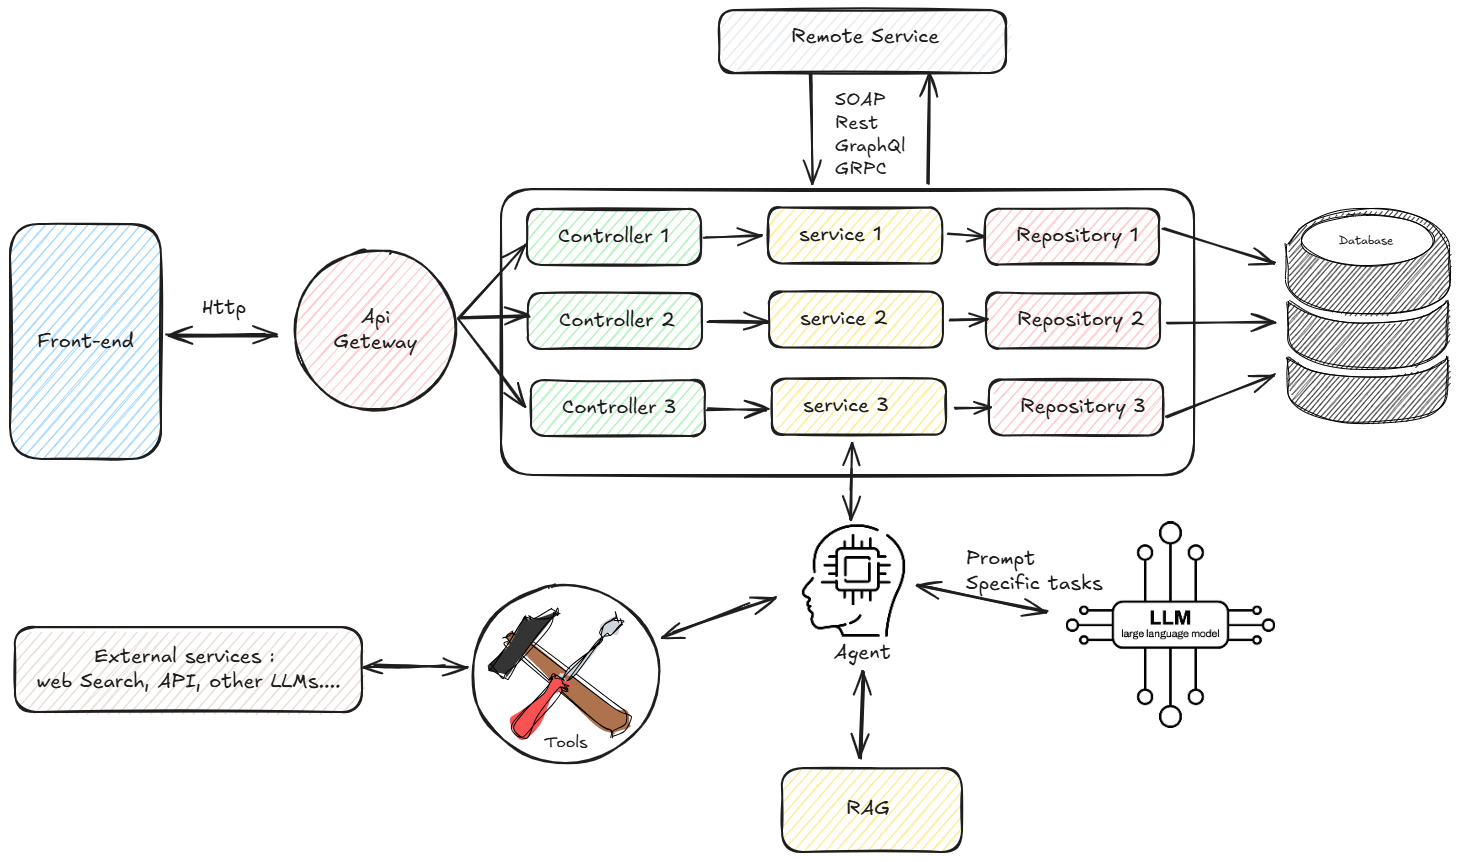 Remote Service
SOAP
Rest
GraphQl
GRPC
Front-end
Http
Api
Geteway
Controller 1
service 1
Repository 1
Controller 2
service 2
Repository 2
Controller 3
service 3
Repository 3
Database
Agent
Prompt
Specific tasks
LLM
large language model
External services :
web Search, API, other LLMs....
Tools
RAG